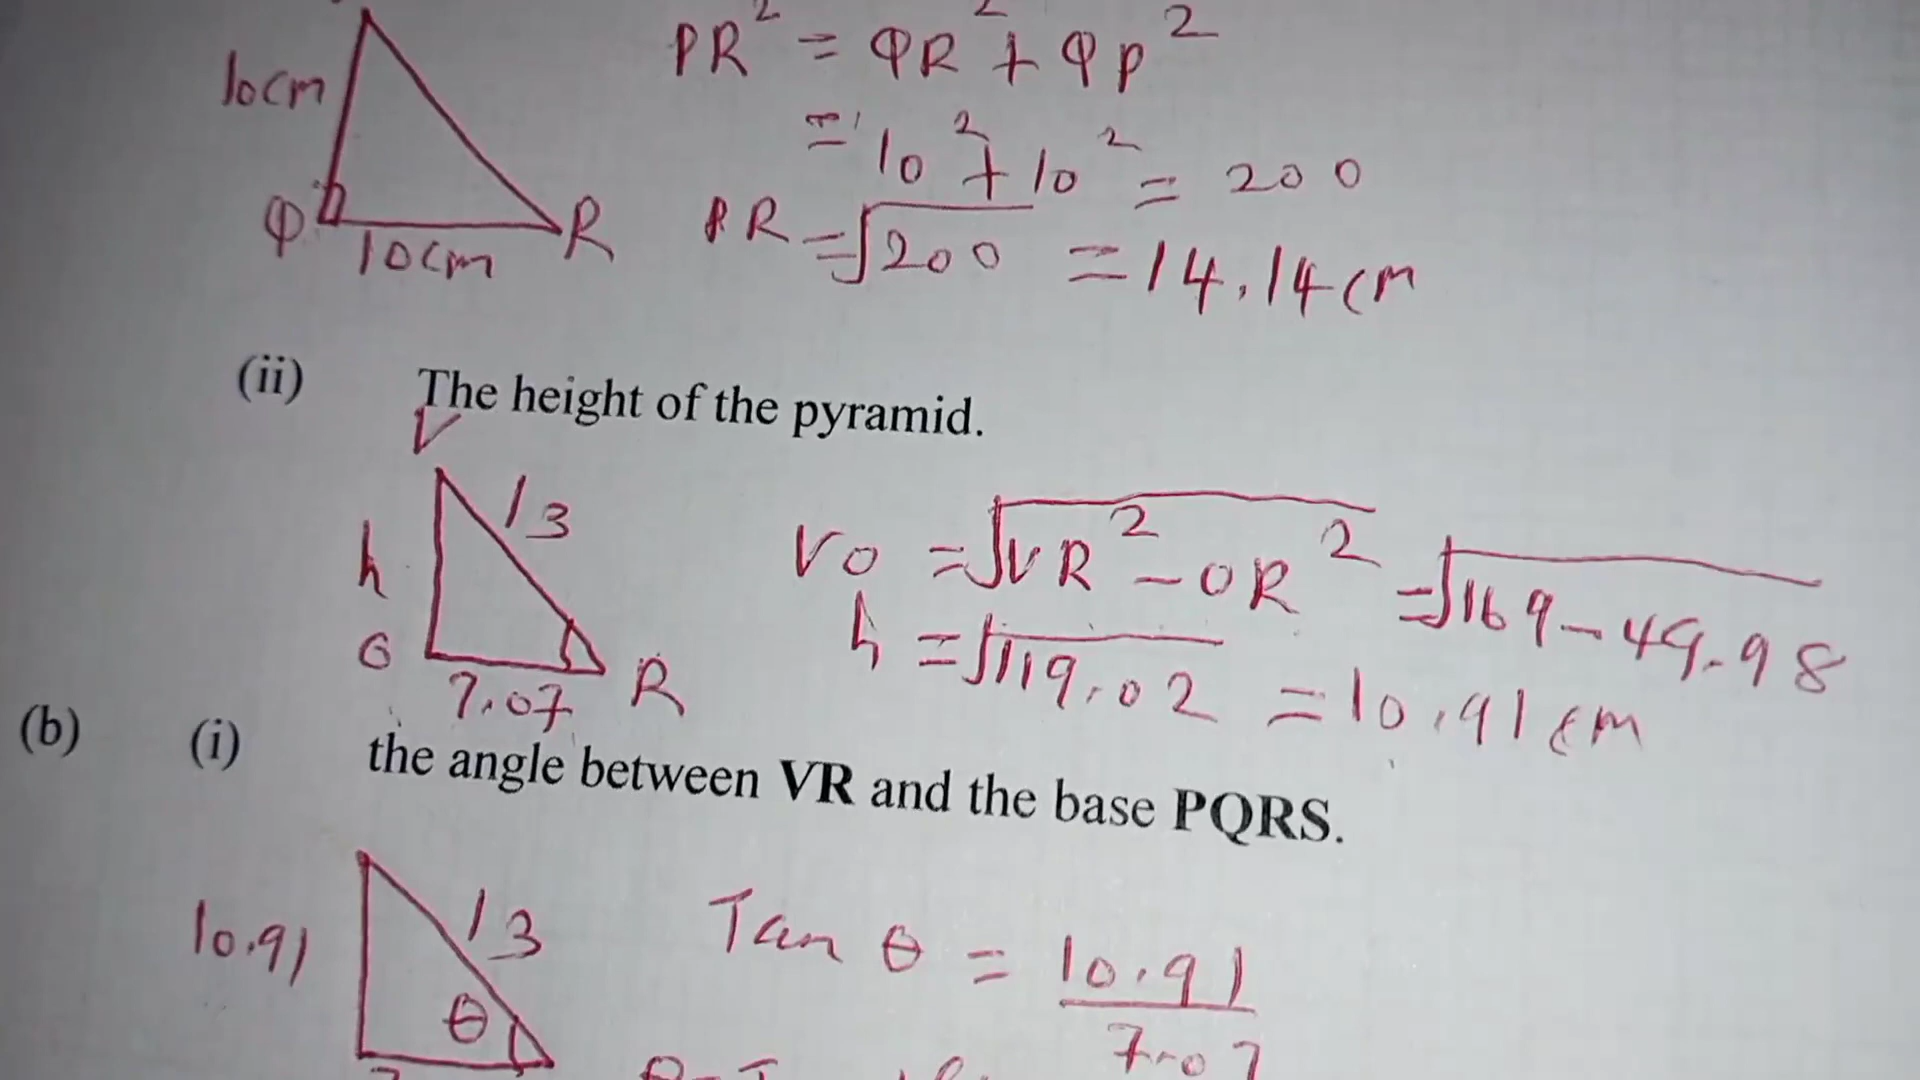 PR² = QR² + QP²
10cm
= 10² + 10² = 200
Q 10cm R
PR = √200 = 14.14cm
(ii) The height of the pyramid.
V
13
h
VO = √VR² - OR² = √169 - 49.98
O 7.07 R
h = √119.02 = 10.91cm
(b) (i) the angle between VR and the base PQRS.
10.91 13 θ
Tan θ = 10.91
7.07